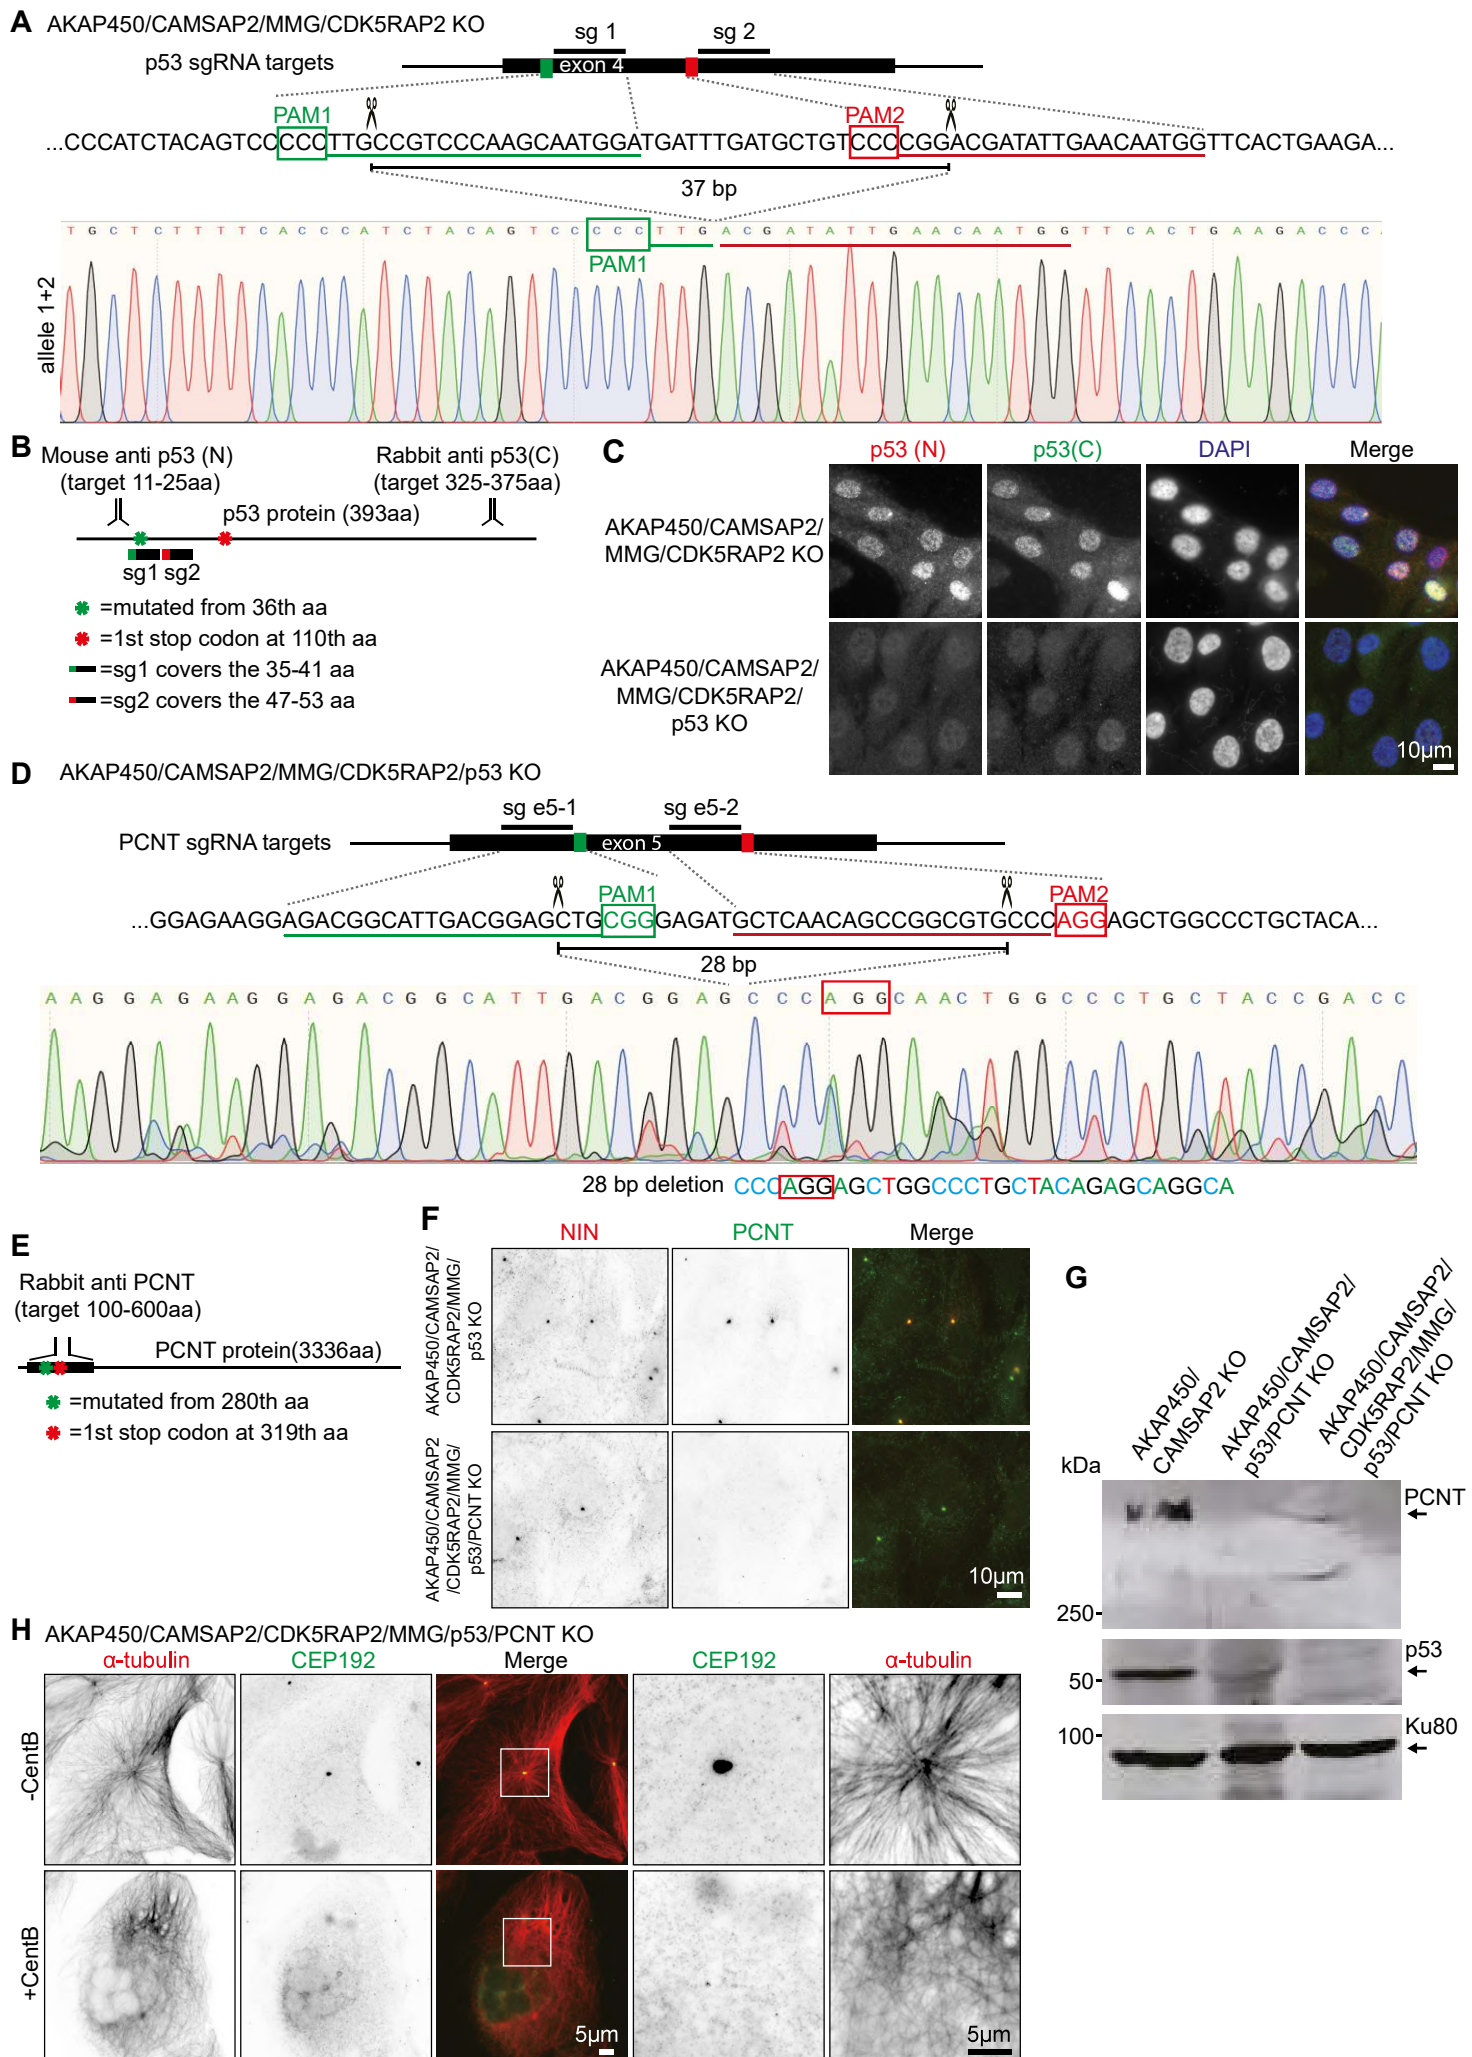 A AKAP450/CAMSAP2/MMG/CDK5RAP2 KO
sg 1
sg 2
p53 sgRNA targets
exon 4
PAM1
PAM2
...CCCATCTACAGTCCCCCTTGCCGTCCCAAGCAATGGATGATTTGATGCTGTCCCCGGACGATATTGAACAATGGTTCACTGAAGA...
37 bp
T G C T C T T T T C A C C C A T C T A C A G T C C C C C T T G A C G A T A T T G A A C A A T G G T T C A C T G A A G A C C C
PAM1
allele 1+2
B
Mouse anti p53 (N)
(target 11-25aa)
Rabbit anti p53(C)
(target 325-375aa)
p53 protein (393aa)
sg1 sg2
=mutated from 36th aa
=1st stop codon at 110th aa
=sg1 covers the 35-41 aa
=sg2 covers the 47-53 aa
C
p53 (N)
p53(C)
DAPI
Merge
AKAP450/CAMSAP2/
MMG/CDK5RAP2 KO
AKAP450/CAMSAP2/
MMG/CDK5RAP2/
p53 KO
10µm
D AKAP450/CAMSAP2/MMG/CDK5RAP2/p53 KO
sg e5-1
sg e5-2
PCNT sgRNA targets
exon 5
PAM1
PAM2
...GGAGAAGGAGACGGCATTGACGGAGCTGCGGGAGATGCTCAACAGCCGGCGTGCCCAGGAGCTGGCCCTGCTACA...
28 bp
A A G G A G A A G G A G A C G G C A T T G A C G G A G C C C A G G C A A C T G G C C C T G C T A C C G A C C
28 bp deletion CCCAGGAGCTGGCCCTGCTACAGAGCAGGCA
E
Rabbit anti PCNT
(target 100-600aa)
PCNT protein(3336aa)
=mutated from 280th aa
=1st stop codon at 319th aa
F
NIN
PCNT
Merge
AKAP450/CAMSAP2/
CDK5RAP2/MMG/
p53 KO
AKAP450/CAMSAP2
/CDK5RAP2/MMG/
p53/PCNT KO
10µm
G
AKAP450/
CAMSAP2 KO
AKAP450/CAMSAP2/
p53/PCNT KO
AKAP450/CAMSAP2/
CDK5RAP2/MMG/
p53/PCNT KO
kDa
PCNT
250
p53
50
100
Ku80
H AKAP450/CAMSAP2/CDK5RAP2/MMG/p53/PCNT KO
α-tubulin
CEP192
Merge
CEP192
α-tubulin
-CentB
+CentB
5µm
5µm